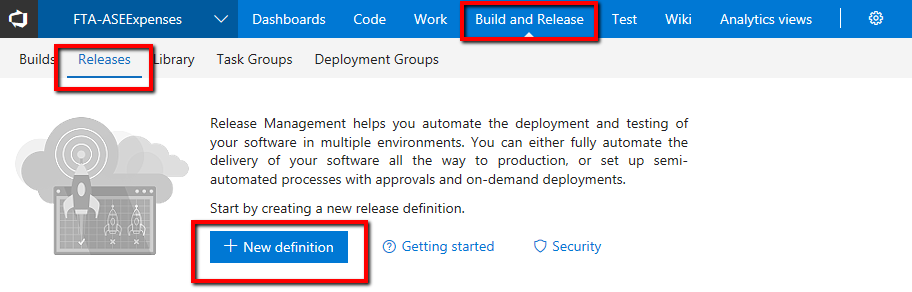 FTA-ASEExpenses Dashboards Code Work Build and Release Test Wiki Analytics views
Builds Releases Library Task Groups Deployment Groups
Release Management helps you automate the deployment and testing of
your software in multiple environments. You can either fully automate the
delivery of your software all the way to production, or set up semi-
automated processes with approvals and on-demand deployments.
Start by creating a new release definition.
+ New definition Getting started Security